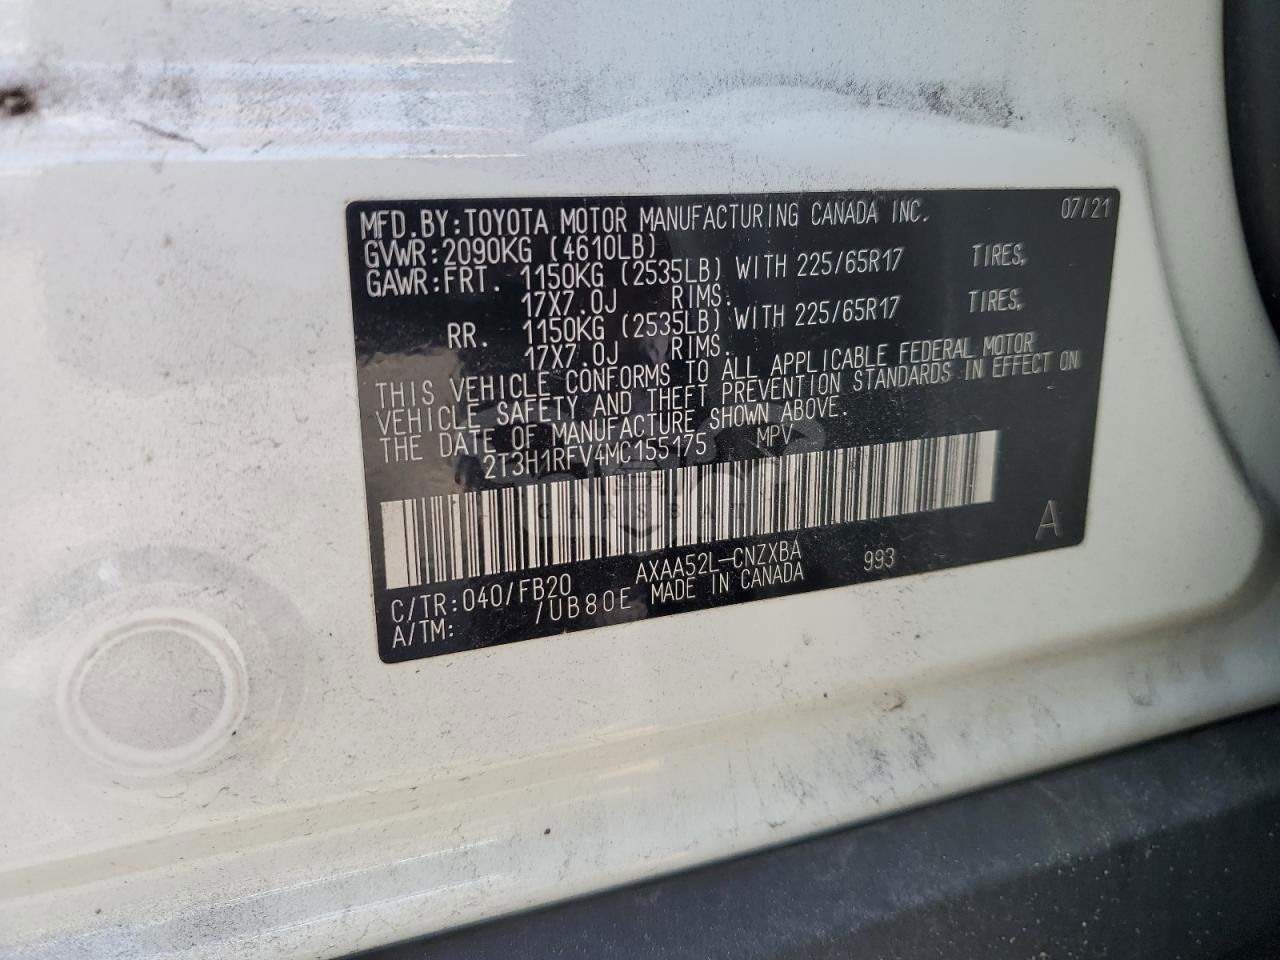 MFD.BY:TOYOTA MOTOR MANUFACTURING CANADA INC. 07/21
GVWR:2090KG (4610LB)
GAWR:FRT. 1150KG (2535LB) WITH 225/65R17 TIRES,
17X7.0J RIMS.
RR. 1150KG (2535LB) WITH 225/65R17 TIRES,
17X7.0J RIMS.
THIS VEHICLE CONFORMS TO ALL APPLICABLE FEDERAL MOTOR
VEHICLE SAFETY AND THEFT PREVENTION STANDARDS IN EFFECT ON
THE DATE OF MANUFACTURE SHOWN ABOVE.
2T3H1RFV4MC155175 MPV
A
C/TR:040/FB20 AXAA52L-CNZXBA 993
A/TM: /UB80E MADE IN CANADA